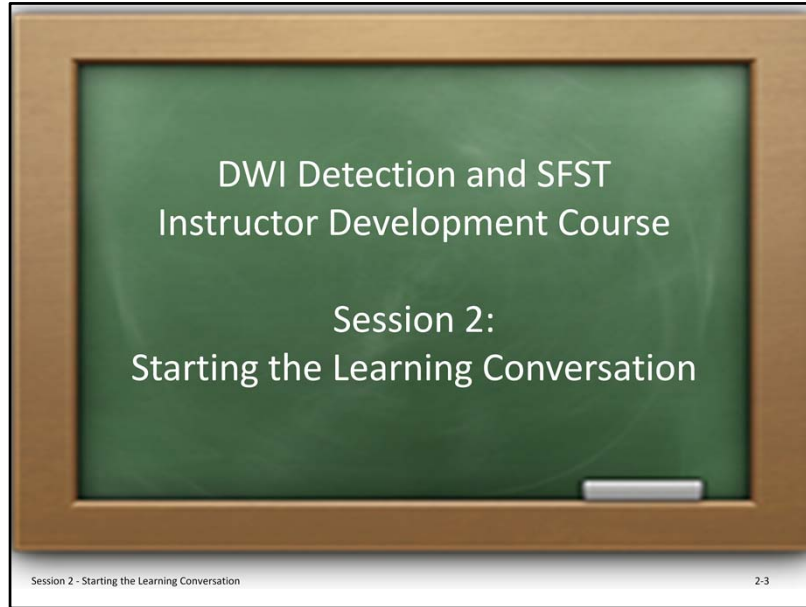 DWI Detection and SFST
Instructor Development Course
Session 2:
Starting the Learning Conversation
Session 2 - Starting the Learning Conversation
2-3